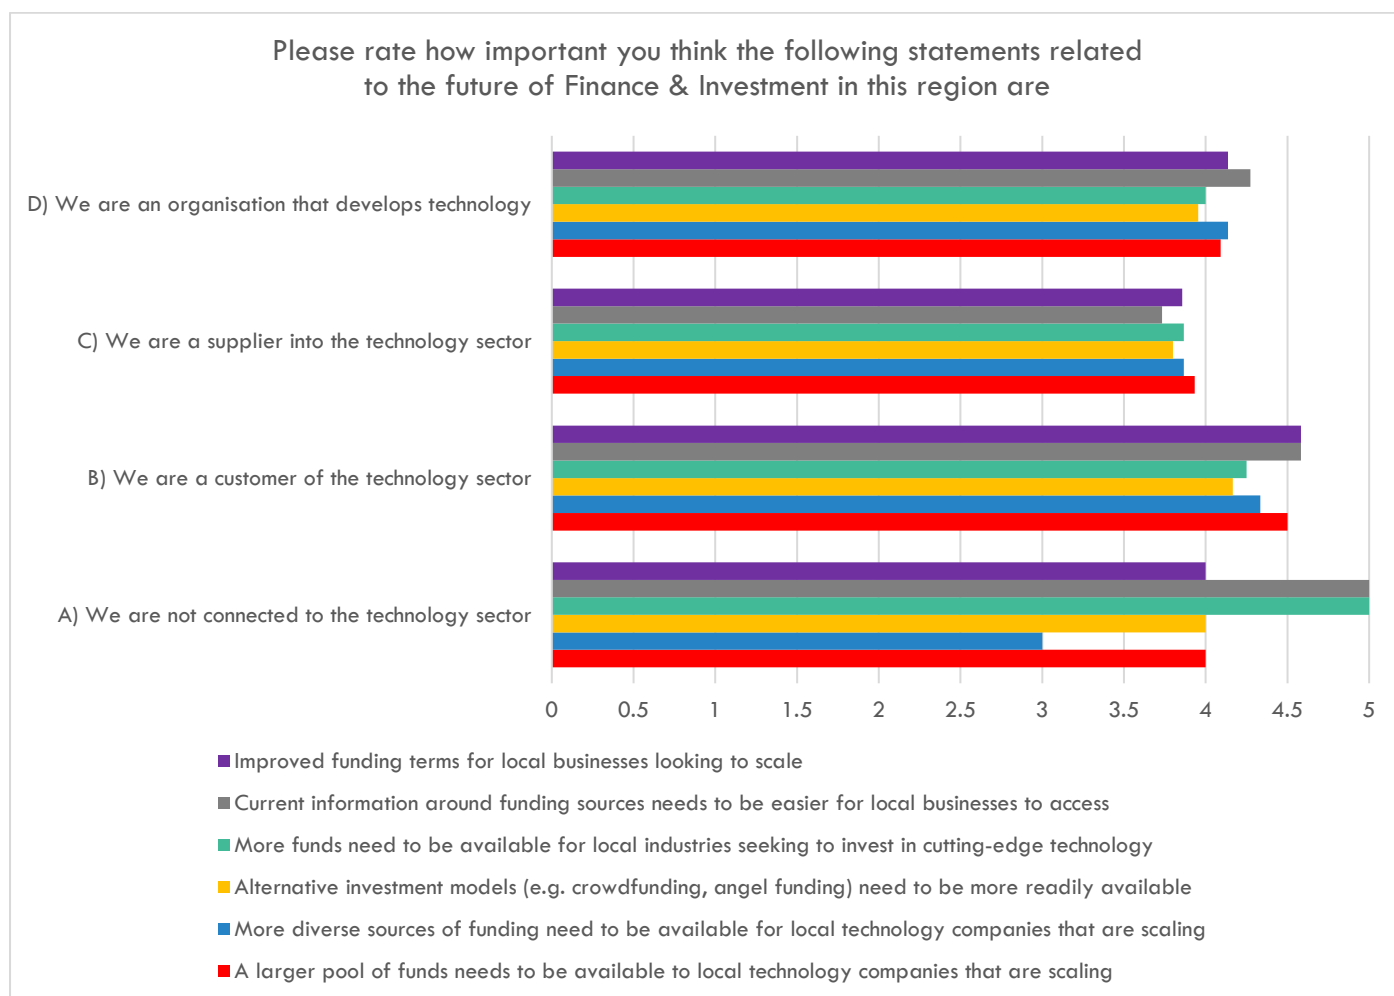 Please rate how important you think the following statements related
to the future of Finance & Investment in this region are
D) We are an organisation that develops technology
C) We are a supplier into the technology sector
B) We are a customer of the technology sector
A) We are not connected to the technology sector
0 0.5 1 1.5 2 2.5 3 3.5 4 4.5 5
Improved funding terms for local businesses looking to scale
Current information around funding sources needs to be easier for local businesses to access
More funds need to be available for local industries seeking to invest in cutting-edge technology
Alternative investment models (e.g. crowdfunding, angel funding) need to be more readily available
More diverse sources of funding need to be available for local technology companies that are scaling
A larger pool of funds needs to be available to local technology companies that are scaling